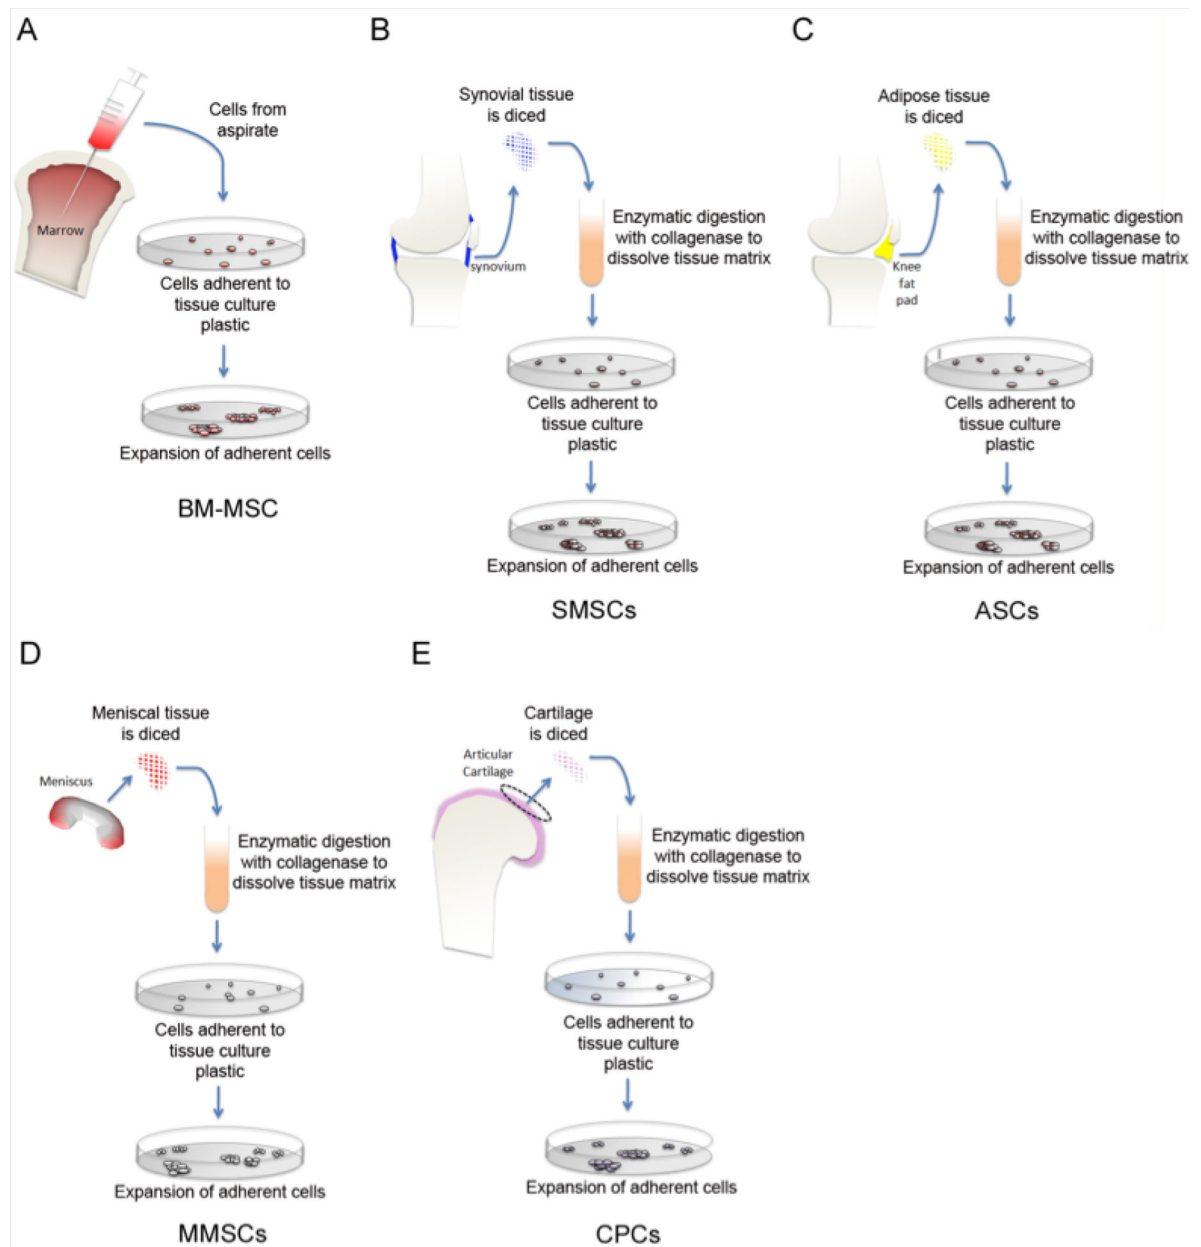 A
Cells from
aspirate
Marrow
Cells adherent to
tissue culture
plastic
Expansion of adherent cells
BM-MSC
B
Synovial tissue
is diced
synovium
Enzymatic digestion
with collagenase to
dissolve tissue matrix
Cells adherent to
tissue culture
plastic
Expansion of adherent cells
SMSCs
C
Adipose tissue
is diced
Knee
fat
pad
Enzymatic digestion
with collagenase to
dissolve tissue matrix
Cells adherent to
tissue culture
plastic
Expansion of adherent cells
ASCs
D
Meniscal tissue
is diced
Meniscus
Enzymatic digestion
with collagenase to
dissolve tissue matrix
Cells adherent to
tissue culture
plastic
Expansion of adherent cells
MMSCs
E
Cartilage
is diced
Articular
Cartilage
Enzymatic digestion
with collagenase to
dissolve tissue matrix
Cells adherent to
tissue culture
plastic
Expansion of adherent cells
CPCs